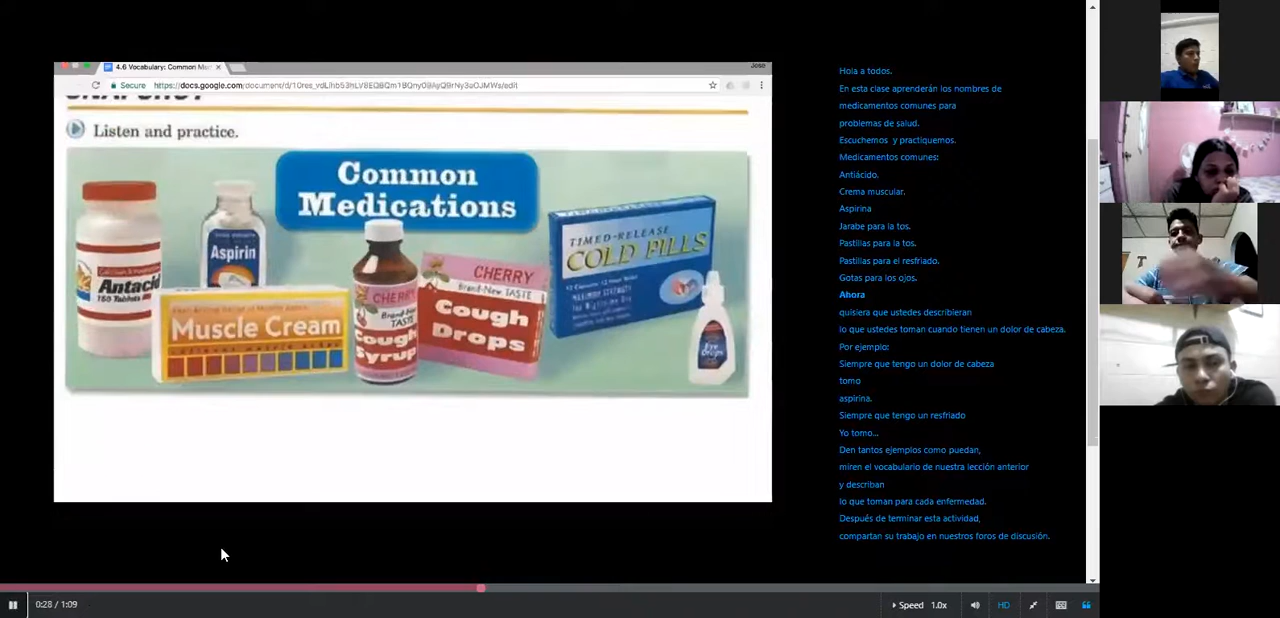 4.6 Vocabulary: Common Me
Jose
Secure
Listen and practice.
Common
Medications
Antacid
150 Tablets
Aspirin
Muscle Cream
CHERRY
Brand-New
TASTE
Cough
Syrup
CHERRY
Brand-New TASTE
Cough
Drops
TIMED-RELEASE
COLD PILLS
Eye
Drops
Hola a todos.
En esta clase aprenderán los nombres de
medicamentos comunes para
problemas de salud.
Escuchemos y practiquemos.
Medicamentos comunes:
Antiácido.
Crema muscular.
Aspirina
Jarabe para la tos.
Pastillas para la tos.
Pastillas para el resfriado.
Gotas para los ojos.
Ahora
quisiera que ustedes describieran
lo que ustedes toman cuando tienen un dolor de cabeza.
Por ejemplo:
Siempre que tengo un dolor de cabeza
tomo
aspirina.
Siempre que tengo un resfriado
Yo tomo...
Den tantos ejemplos como puedan,
miren el vocabulario de nuestra lección anterior
y describan
lo que toman para cada enfermedad.
Después de terminar esta actividad,
compartan su trabajo en nuestros foros de discusión.
0:28 / 1:09
Speed 1.0x
HD